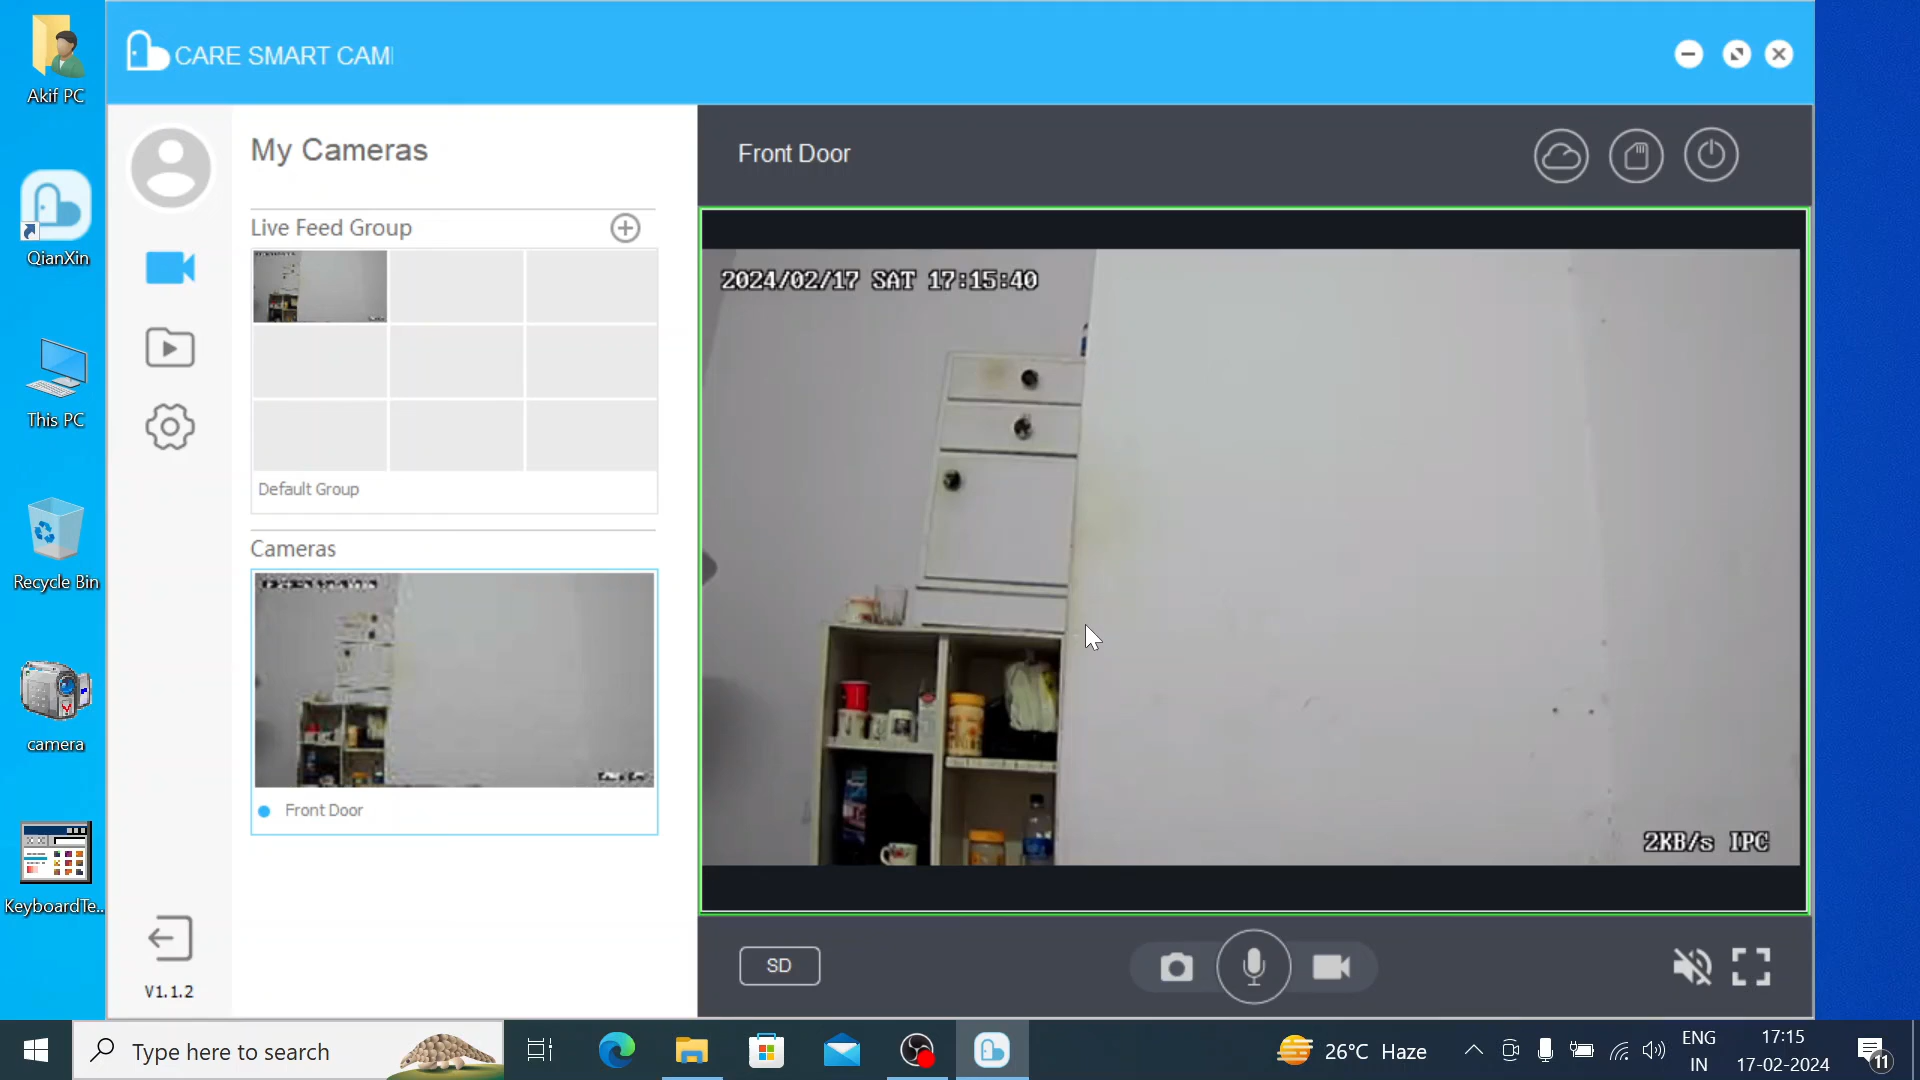 Akif PC
QianXin
This PC
Recycle Bin
camera
KeyboardTe..
CARE SMART CAM
My Cameras
Live Feed Group
Default Group
Cameras
Front Door
V1.1.2
Front Door
2024/02/17 SAT 17:15:40
2KB/s IPC
SD
Type here to search
26°C Haze
ENG
IN
17:15
17-02-2024
11